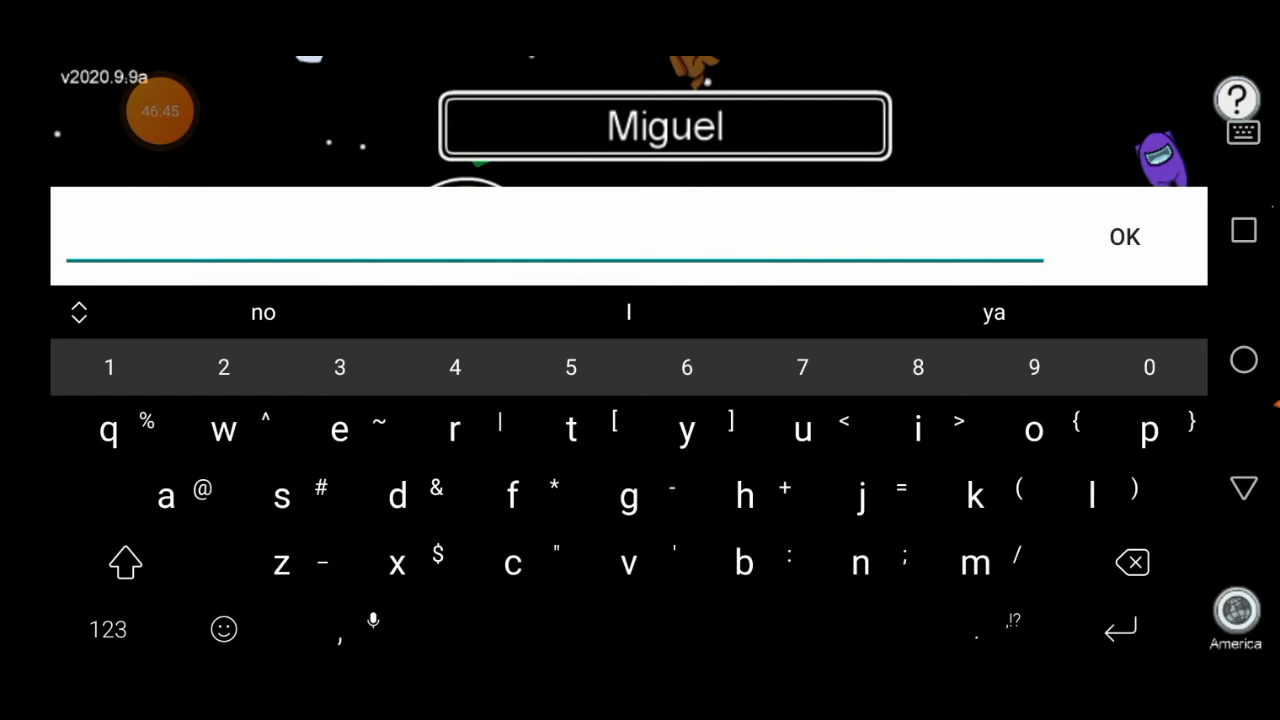 v2020.9.9a
46:45
Miguel
?
OK
no I ya
1 2 3 4 5 6 7 8 9 0
q % w ^ e ~ r | t [ y ] u < i > o { p }
a @ s # d & f * g - h + j = k ( l )
z _ x $ c " v ' b : n ; m /
123 , . ,!?
America